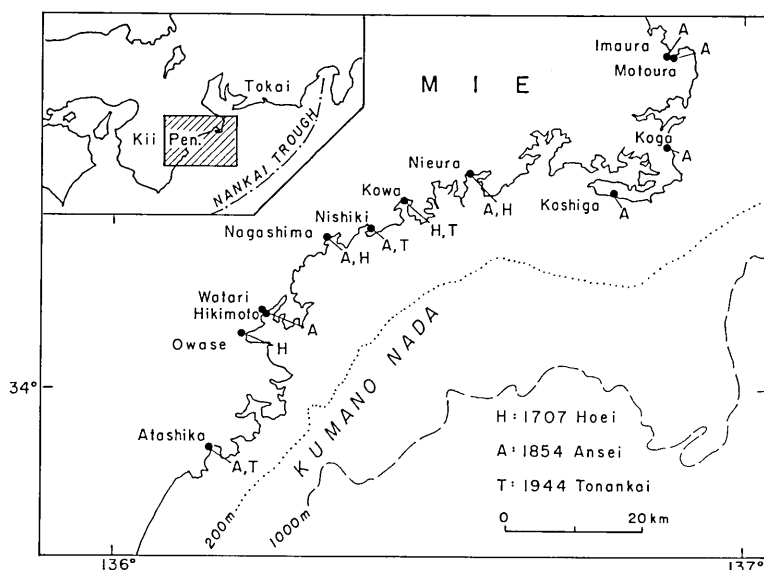 Tokai
Kii Pen.
NANKAI TROUGH
MIE
A
Imaura
A
Motoura
Koga
A
Nieura
Koshiga
A
Kowa
A, H
Nishiki
H, T
Nagashima
A, T
A, H
Watari
Hikimoto
A
Owase
H
KUMANO NADA
34°
H: 1707 Hoei
Atashika
A: 1854 Ansei
A, T
T: 1944 Tonankai
200m
1000m
0 20 km
136°
137°